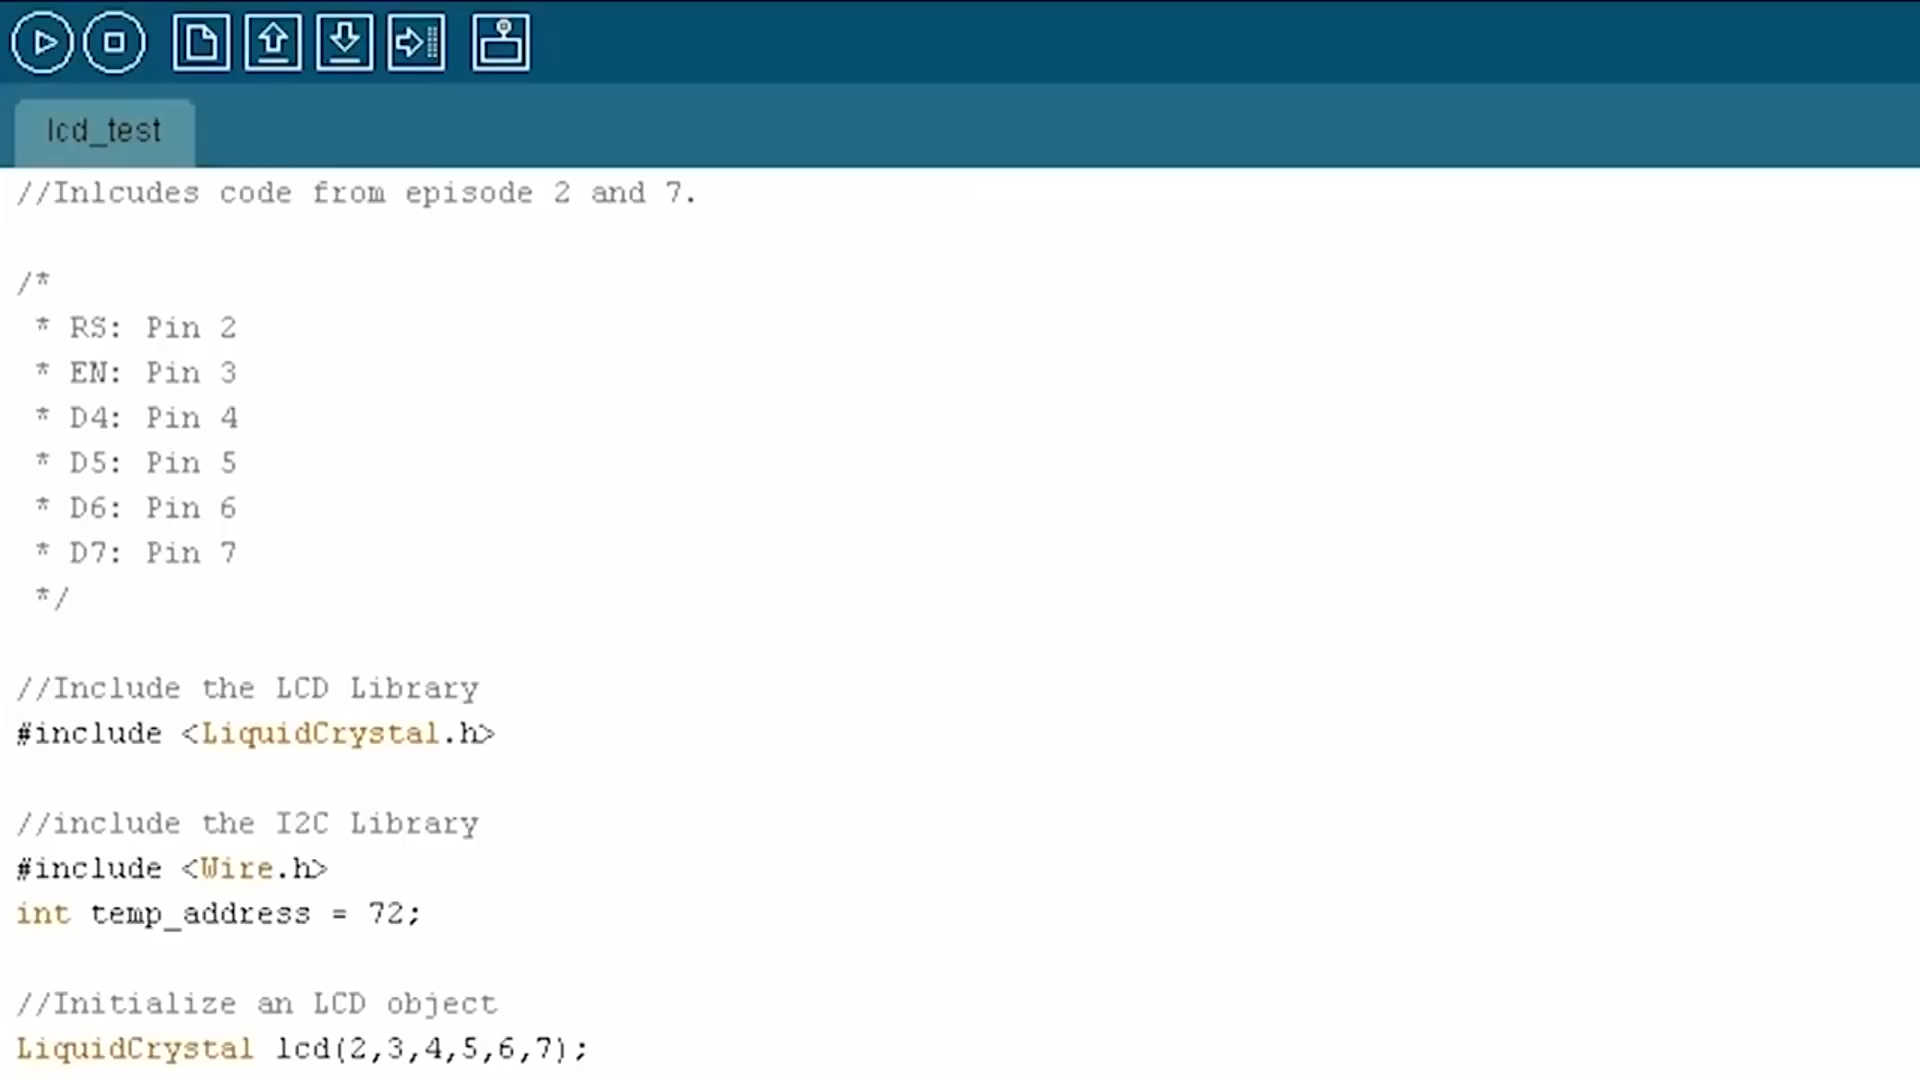 lcd_test
//Inlcudes code from episode 2 and 7.
/*
* RS: Pin 2
* EN: Pin 3
* D4: Pin 4
* D5: Pin 5
* D6: Pin 6
* D7: Pin 7
*/
//Include the LCD Library
#include <LiquidCrystal.h>
//include the I2C Library
#include <Wire.h>
int temp_address = 72;
//Initialize an LCD object
LiquidCrystal lcd(2,3,4,5,6,7);